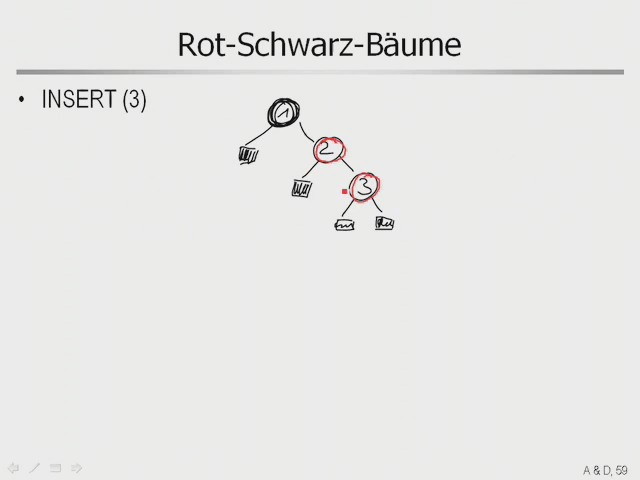 Rot-Schwarz-Bäume
• INSERT (3)
1
2
3
A & D, 59